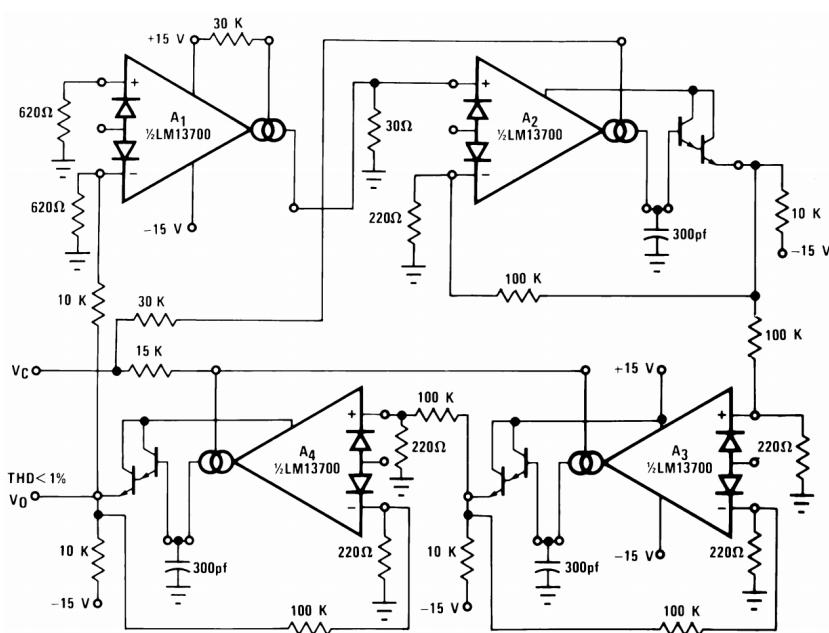 30 K
+15 V
+
A1
½LM13700
620Ω
−
620Ω
−15 V
+
A2
½LM13700
30Ω
−
220Ω
300pf
10 K
−15 V
10 K
30 K
100 K
100 K
VC
15 K
+15 V
100 K
+
A4
½LM13700
220Ω
−
+
A3
½LM13700
220Ω
−
THD<1%
VO
10 K
−15 V
300pf
220Ω
100 K
10 K
−15 V
300pf
−15 V
220Ω
100 K